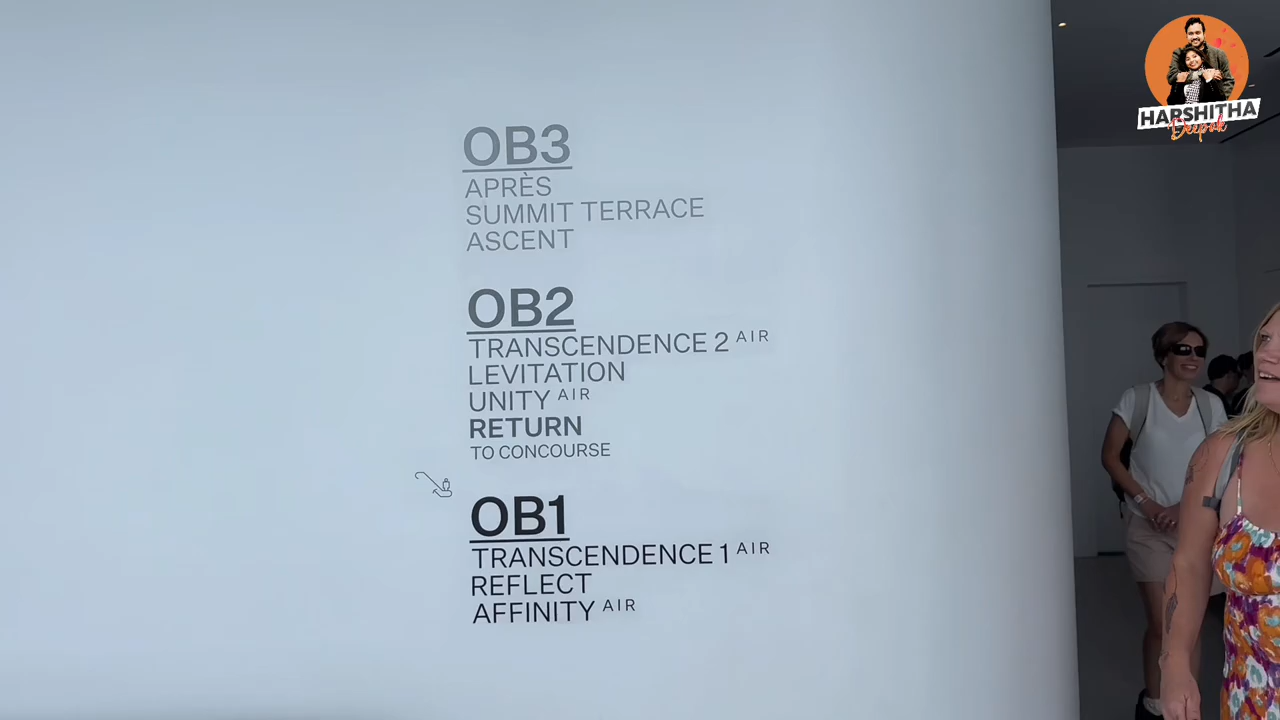 HARSHITHA
Deepak
OB3
APRÈS
SUMMIT TERRACE
ASCENT
OB2
TRANSCENDENCE 2 AIR
LEVITATION
UNITY AIR
RETURN
TO CONCOURSE
OB1
TRANSCENDENCE 1 AIR
REFLECT
AFFINITY AIR